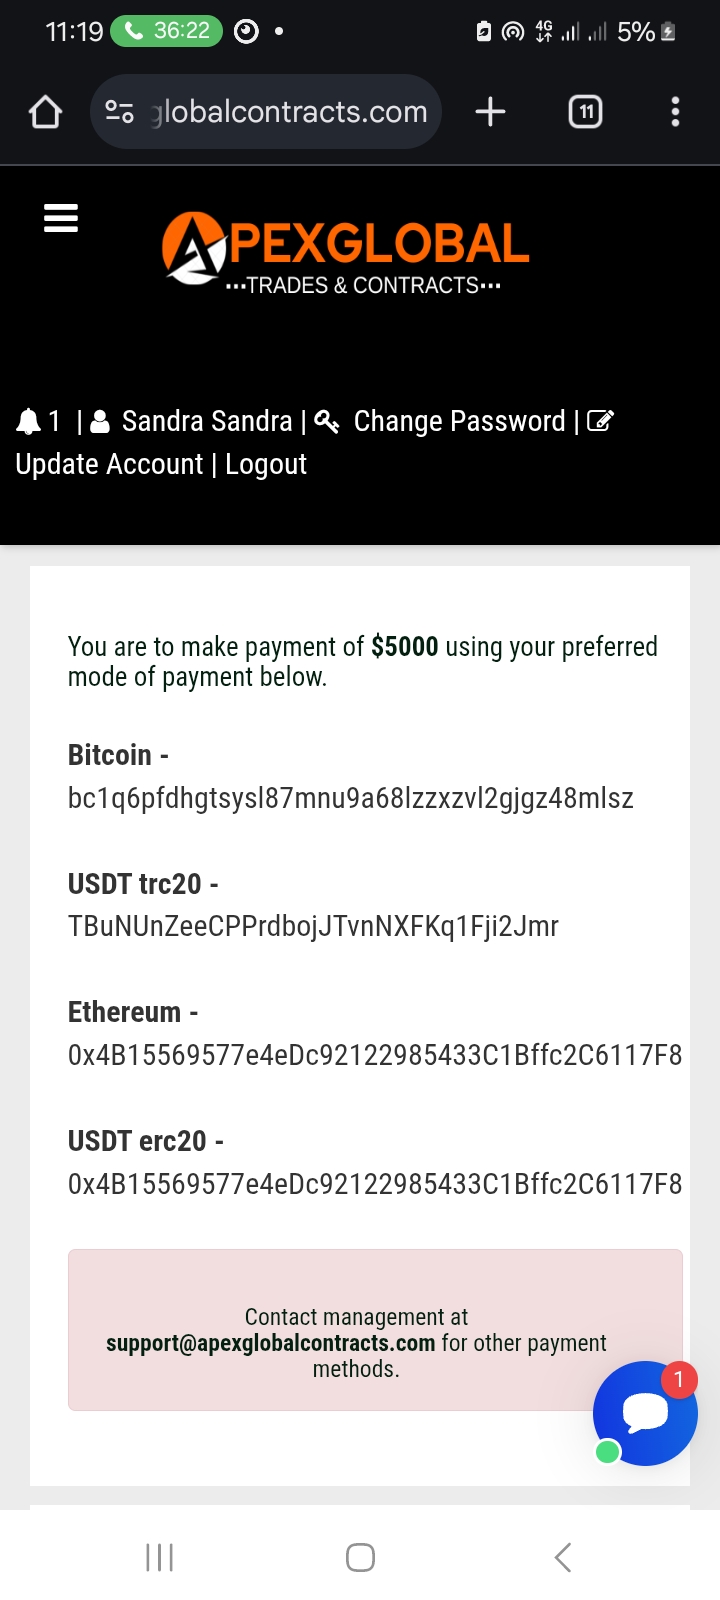 11:19 36:22 4G 5%
globalcontracts.com 11
APEXGLOBAL
...TRADES & CONTRACTS...
1 | Sandra Sandra | Change Password |
Update Account | Logout
You are to make payment of $5000 using your preferred
mode of payment below.
Bitcoin -
bc1q6pfdhgtsysl87mnu9a68lzzxzvl2gjgz48mlsz
USDT trc20 -
TBuNUnZeeCPPrdbojJTvnNXFKq1Fji2Jmr
Ethereum -
0x4B15569577e4eDc92122985433C1Bffc2C6117F8
USDT erc20 -
0x4B15569577e4eDc92122985433C1Bffc2C6117F8
Contact management at
support@apexglobalcontracts.com for other payment
methods.
1